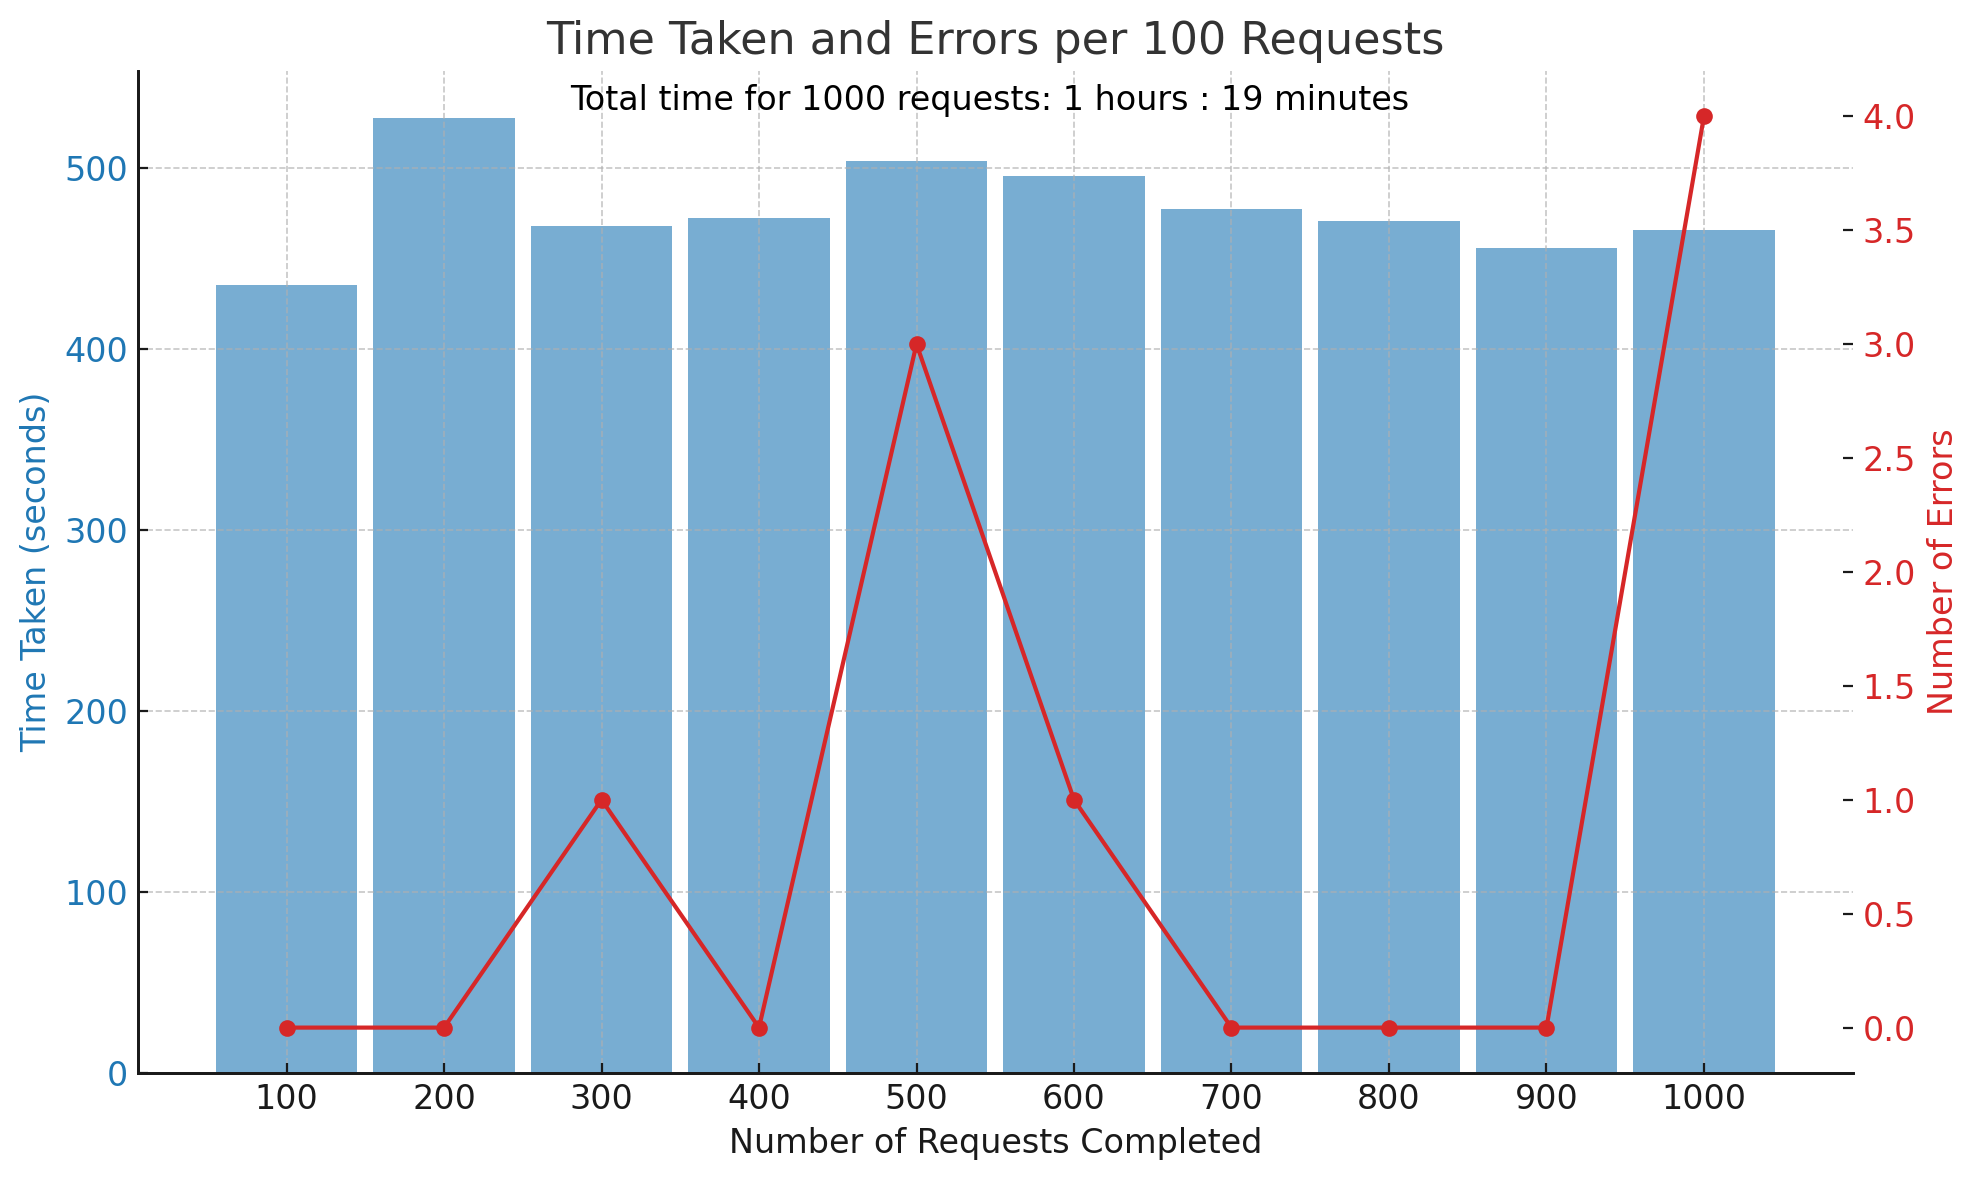 Time Taken and Errors per 100 Requests
Total time for 1000 requests: 1 hours : 19 minutes
Time Taken (seconds)
500
400
300
200
100
0
4.0
3.5
3.0
2.5
2.0
1.5
1.0
0.5
0.0
Number of Errors
100 200 300 400 500 600 700 800 900 1000
Number of Requests Completed